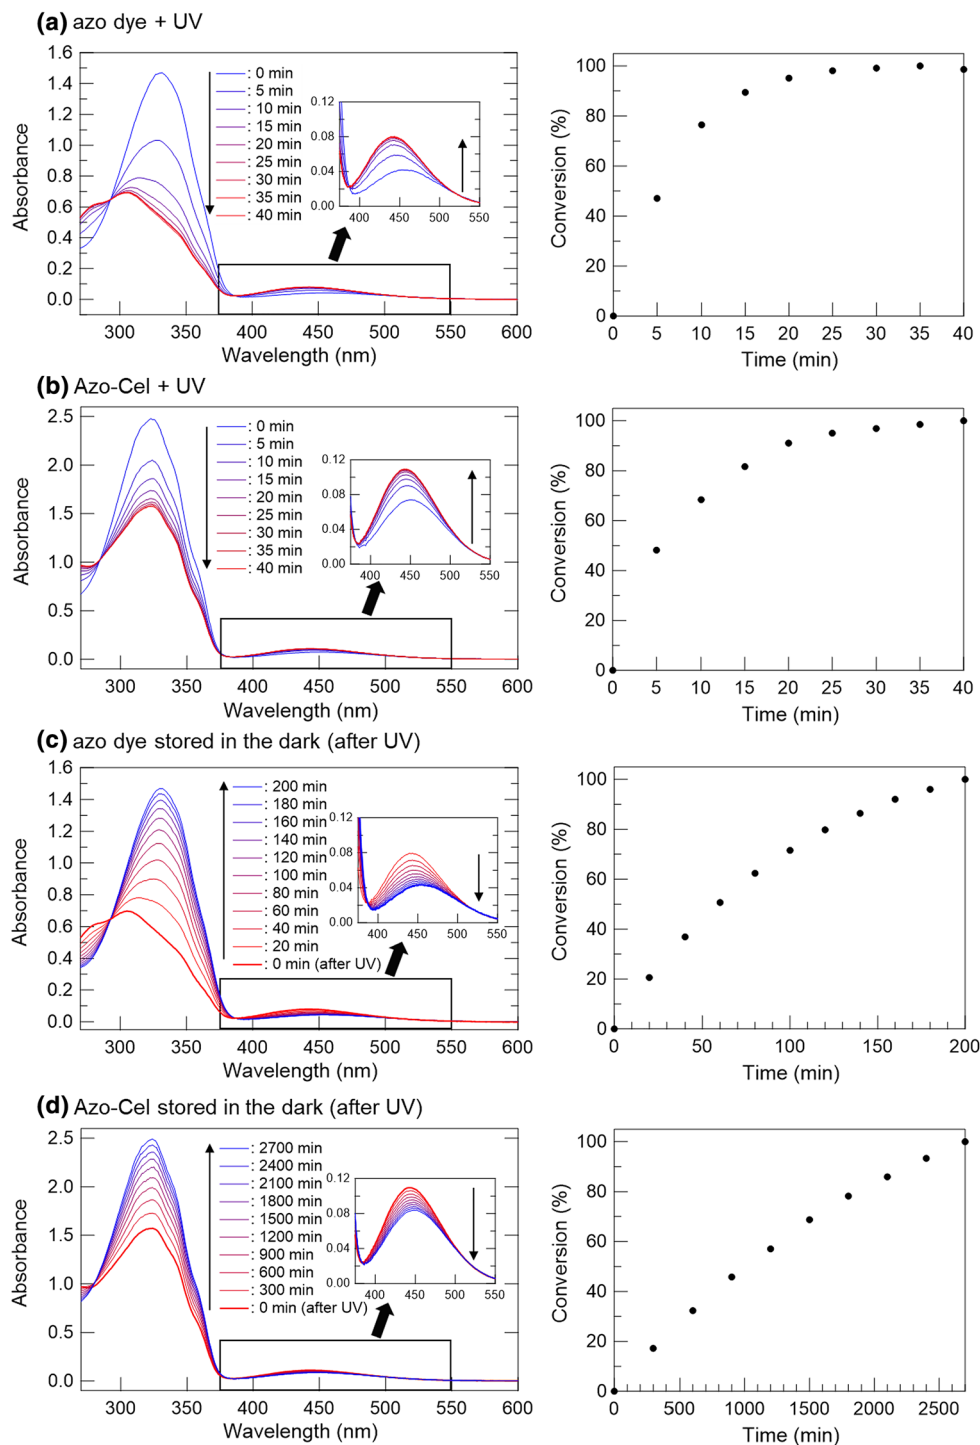 (a) azo dye + UV
1.6
1.4
1.2
1.0
0.8
0.6
0.4
0.2
0.0
Absorbance
300 350 400 450 500 550 600
Wavelength (nm)
: 0 min
: 5 min
: 10 min
: 15 min
: 20 min
: 25 min
: 30 min
: 35 min
: 40 min
0.12
0.08
0.04
0.00
400 450 500 550
100
80
60
40
20
0
Conversion (%)
0 5 10 15 20 25 30 35 40
Time (min)
(b) Azo-Cel + UV
2.5
2.0
1.5
1.0
0.5
0.0
Absorbance
300 350 400 450 500 550 600
Wavelength (nm)
: 0 min
: 5 min
: 10 min
: 15 min
: 20 min
: 25 min
: 30 min
: 35 min
: 40 min
0.12
0.08
0.04
0.00
400 450 500 550
100
80
60
40
20
0
Conversion (%)
0 5 10 15 20 25 30 35 40
Time (min)
(c) azo dye stored in the dark (after UV)
1.6
1.4
1.2
1.0
0.8
0.6
0.4
0.2
0.0
Absorbance
300 350 400 450 500 550 600
Wavelength (nm)
: 200 min
: 180 min
: 160 min
: 140 min
: 120 min
: 100 min
: 80 min
: 60 min
: 40 min
: 20 min
: 0 min (after UV)
0.12
0.08
0.04
0.00
400 450 500 550
100
80
60
40
20
0
Conversion (%)
0 50 100 150 200
Time (min)
(d) Azo-Cel stored in the dark (after UV)
2.5
2.0
1.5
1.0
0.5
0.0
Absorbance
300 350 400 450 500 550 600
Wavelength (nm)
: 2700 min
: 2400 min
: 2100 min
: 1800 min
: 1500 min
: 1200 min
: 900 min
: 600 min
: 300 min
: 0 min (after UV)
0.12
0.08
0.04
0.00
400 450 500 550
100
80
60
40
20
0
Conversion (%)
0 500 1000 1500 2000 2500
Time (min)